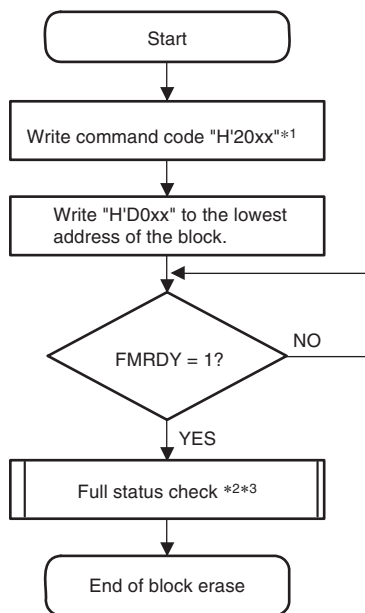 Start
Write command code "H'20xx"*1
Write "H'D0xx" to the lowest
address of the block.
FMRDY = 1?
NO
YES
Full status check *2*3
End of block erase